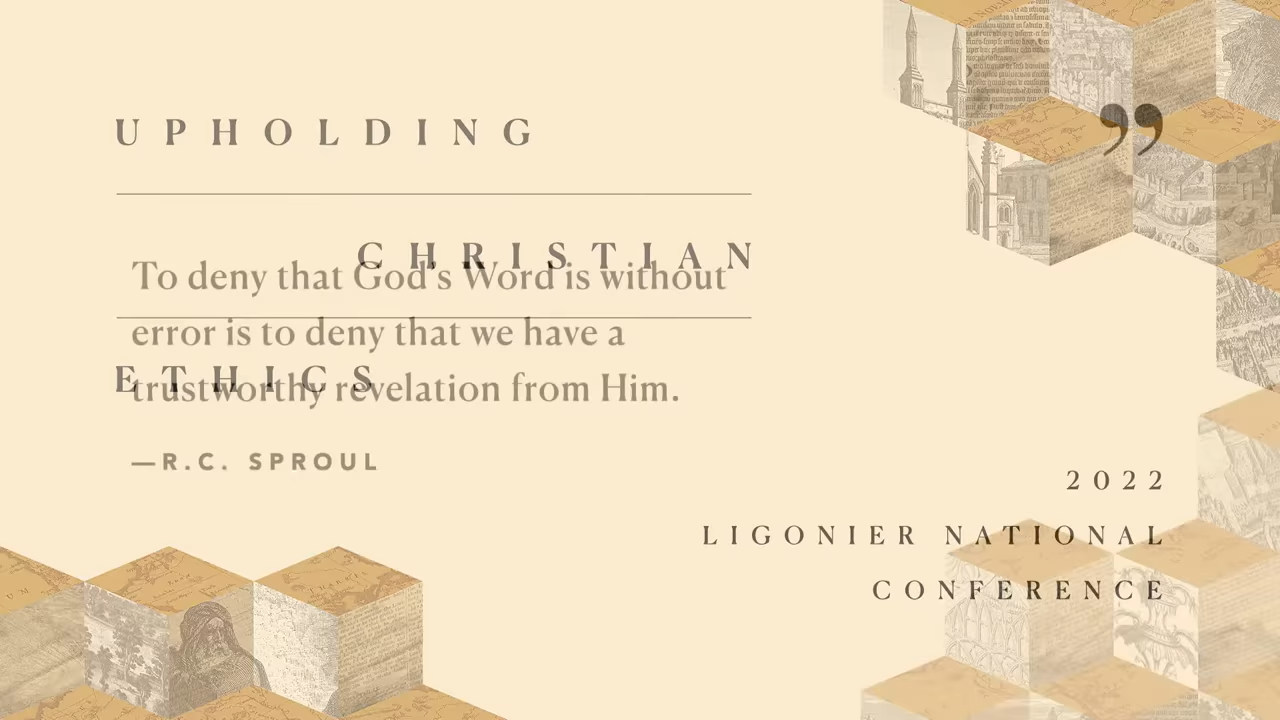 UPHOLDING
CHRISTIAN
ETHICS
To deny that God's Word is without
error is to deny that we have a
trustworthy revelation from Him.
—R.C. SPROUL
”
2022
LIGONIER NATIONAL
CONFERENCE